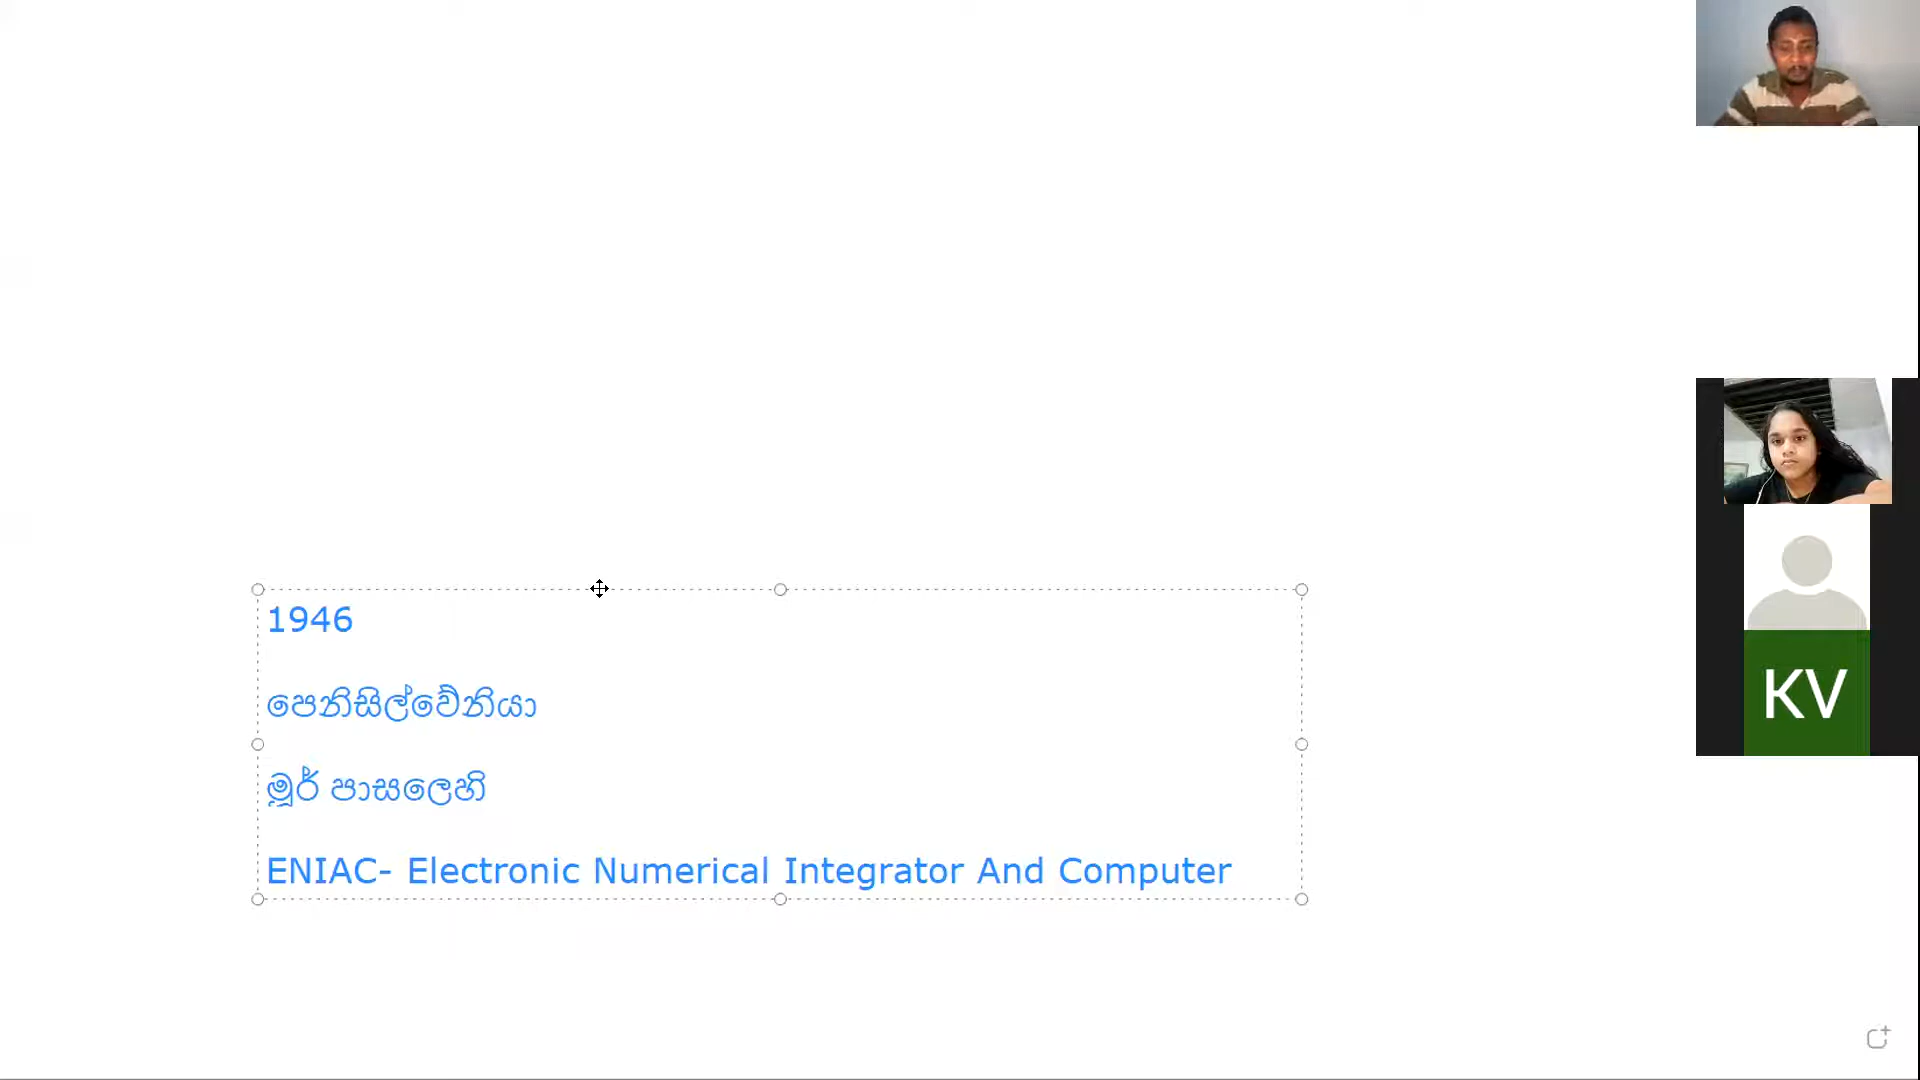 1946
පෙනිසිල්වේනියා
මූර් පාසලෙහි
ENIAC- Electronic Numerical Integrator And Computer
KV